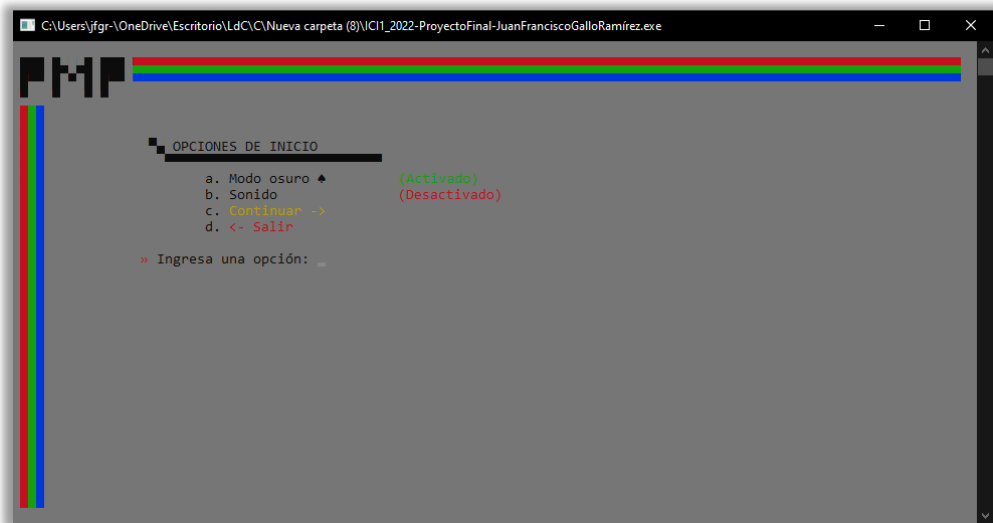 C:\Users\jfgr-\OneDrive\Escritorio\LdC\C\Nueva carpeta (8)\ICI1_2022-ProyectoFinal-JuanFranciscoGalloRamírez.exe
PMP
OPCIONES DE INICIO
a. Modo osuro ♠ (Activado)
b. Sonido (Desactivado)
c. Continuar ->
d. <- Salir
» Ingresa una opción: _